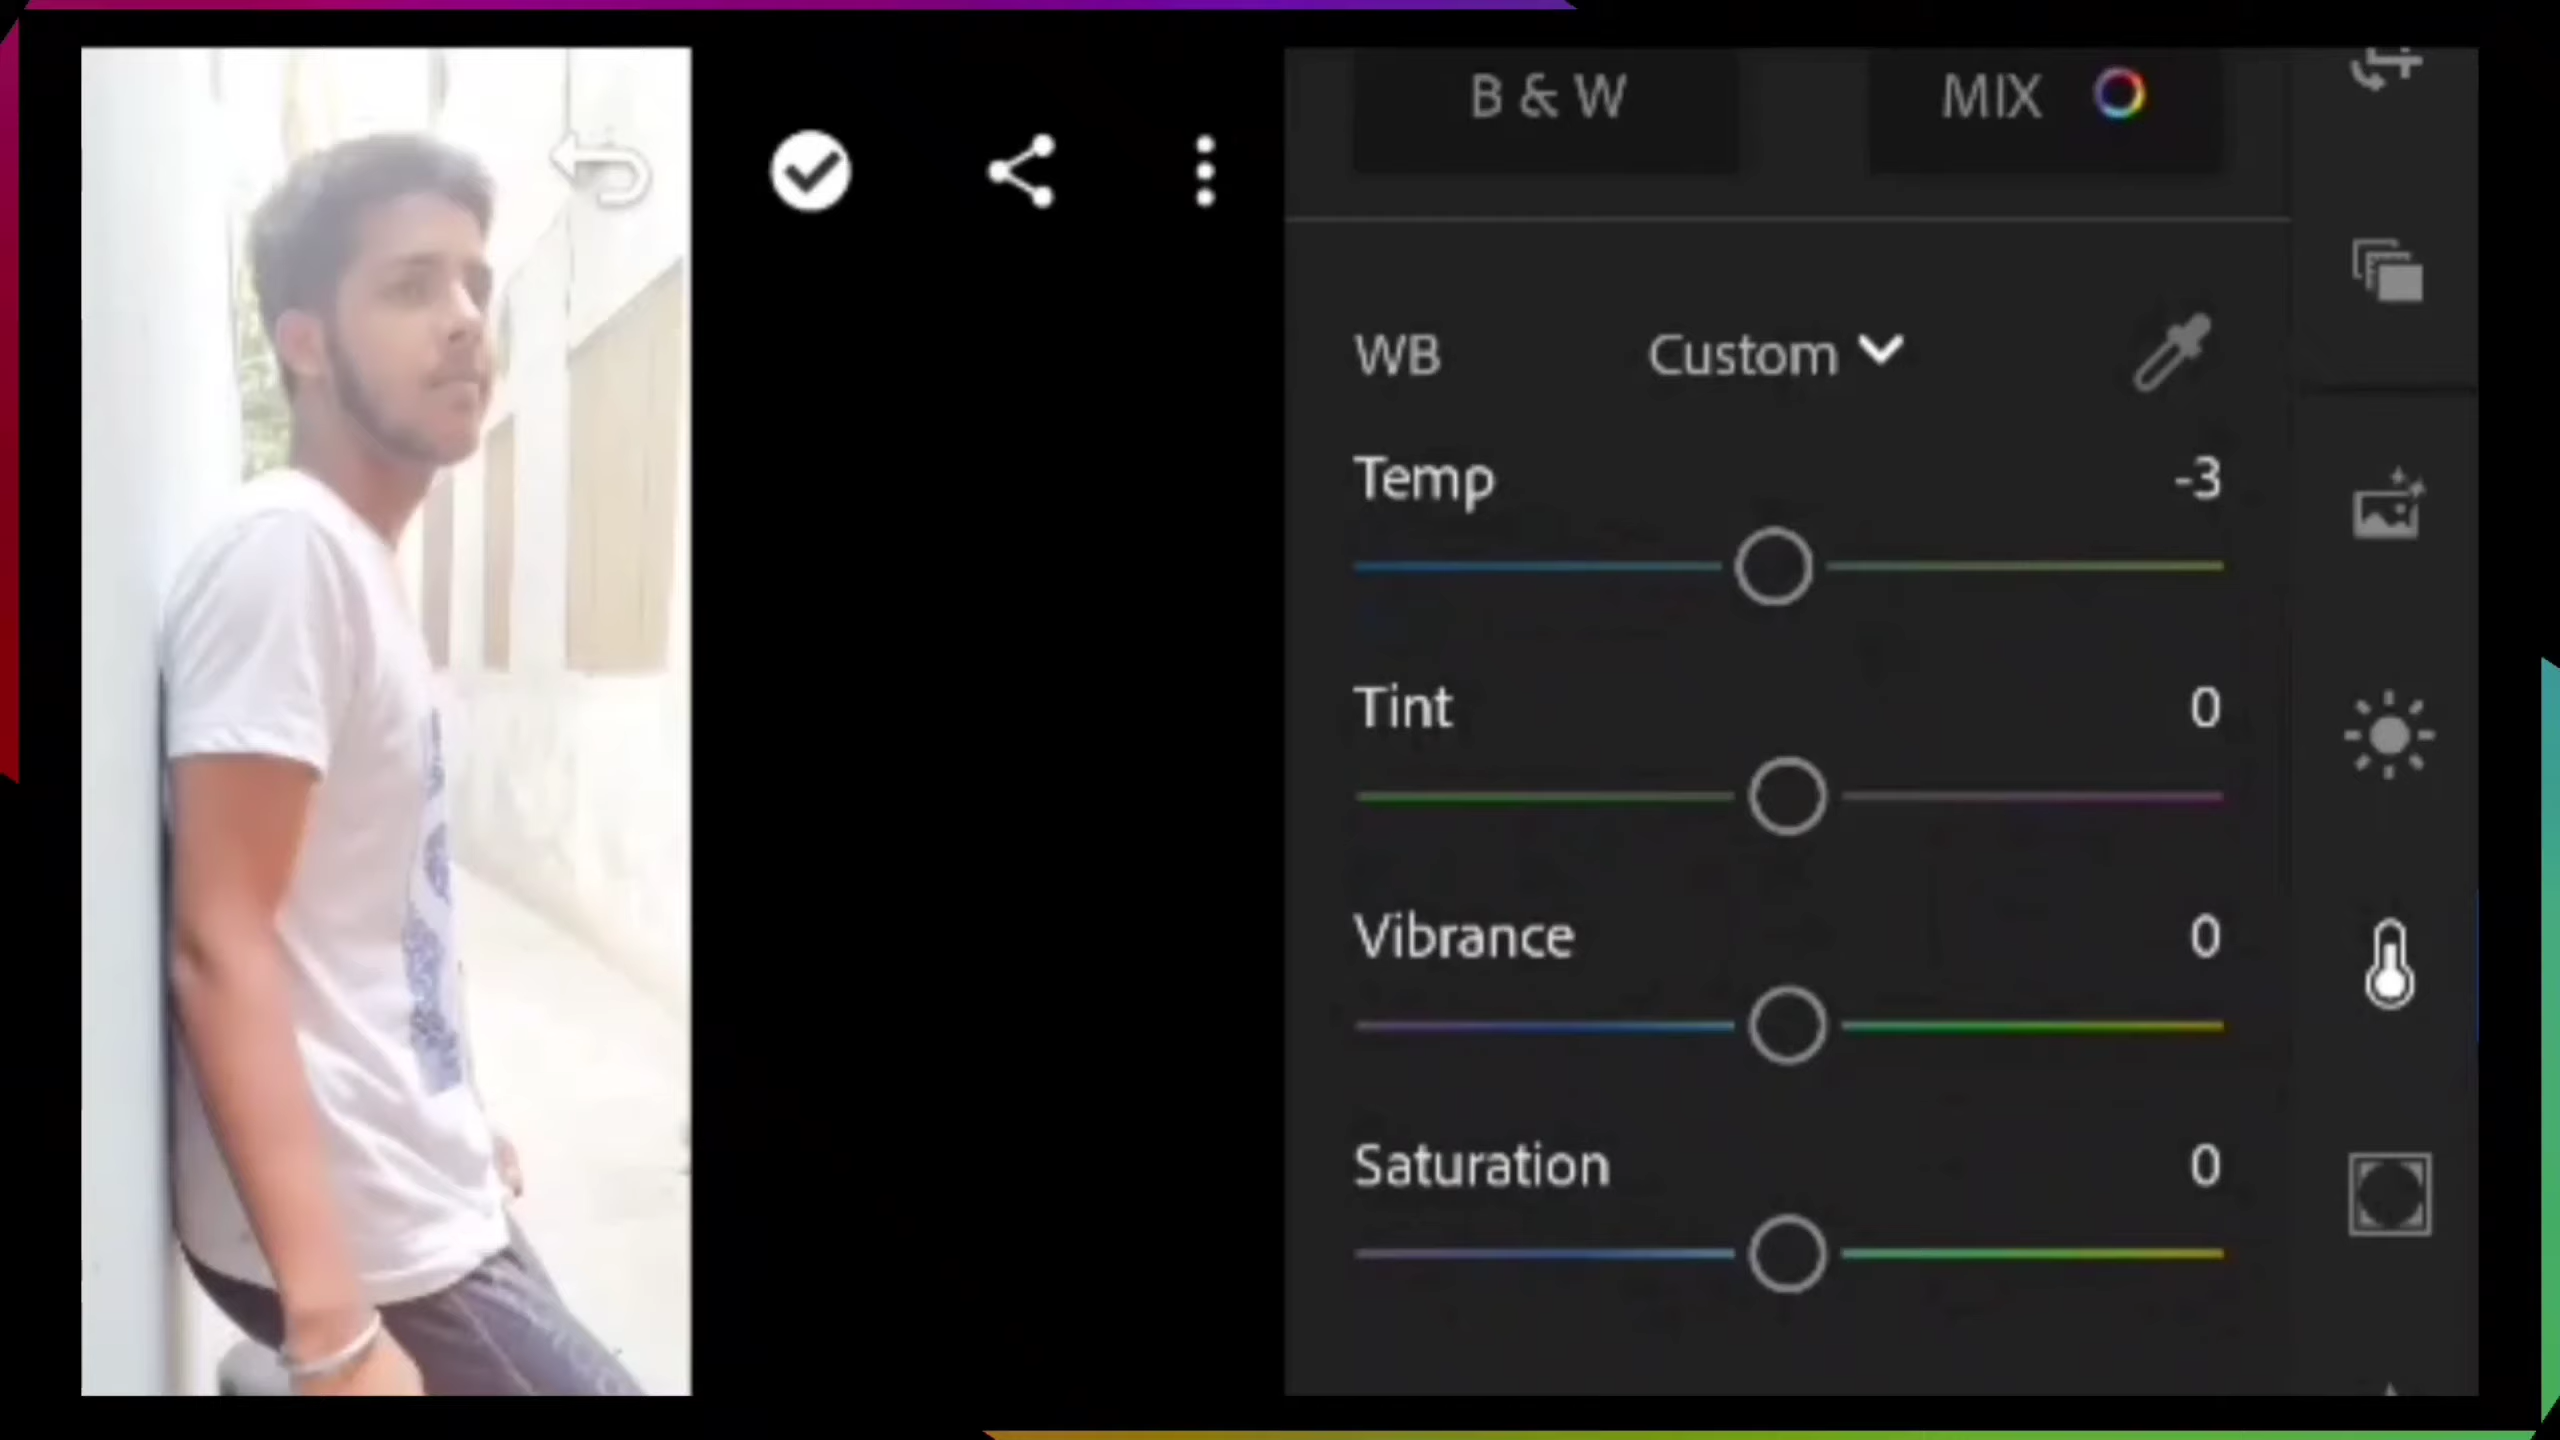 B & W MIX
WB Custom
Temp -3
Tint 0
Vibrance 0
Saturation 0